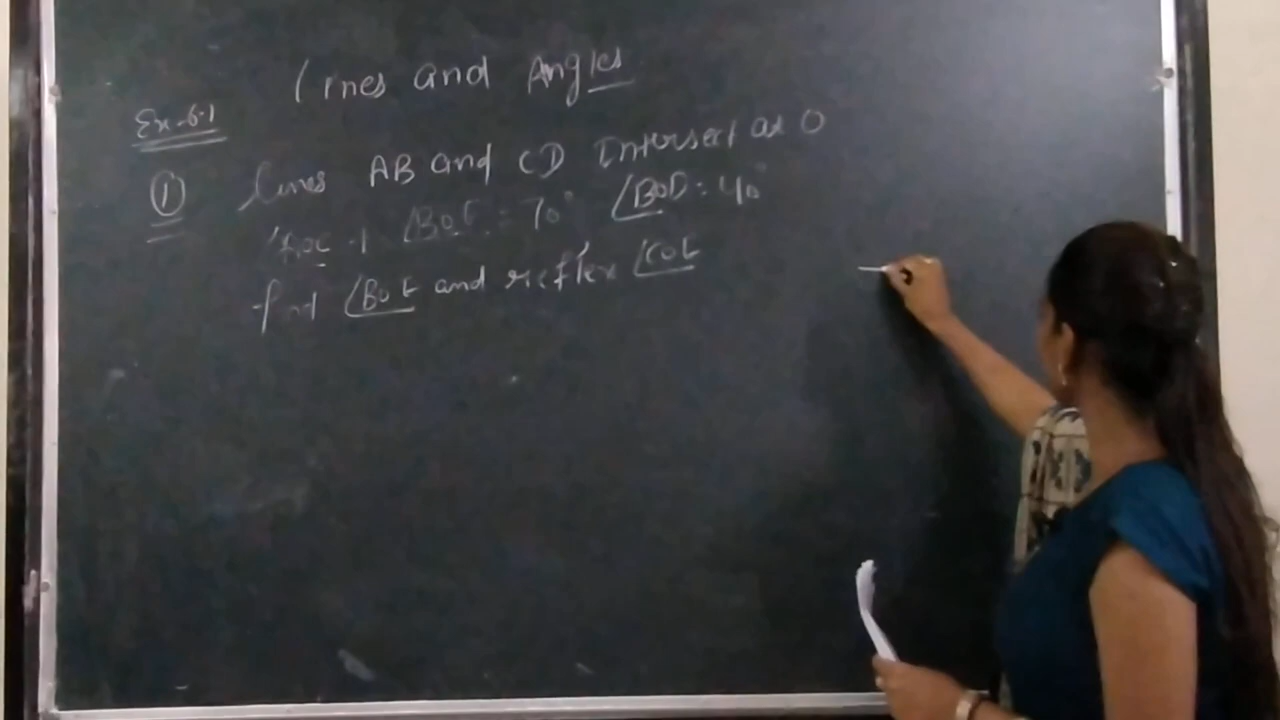 Lines and Angles
Ex-6.1
① lines AB and CD Intersect at O
∠AOC + ∠BOE = 70° ∠BOD = 40°
find ∠BOE and reflex ∠COE